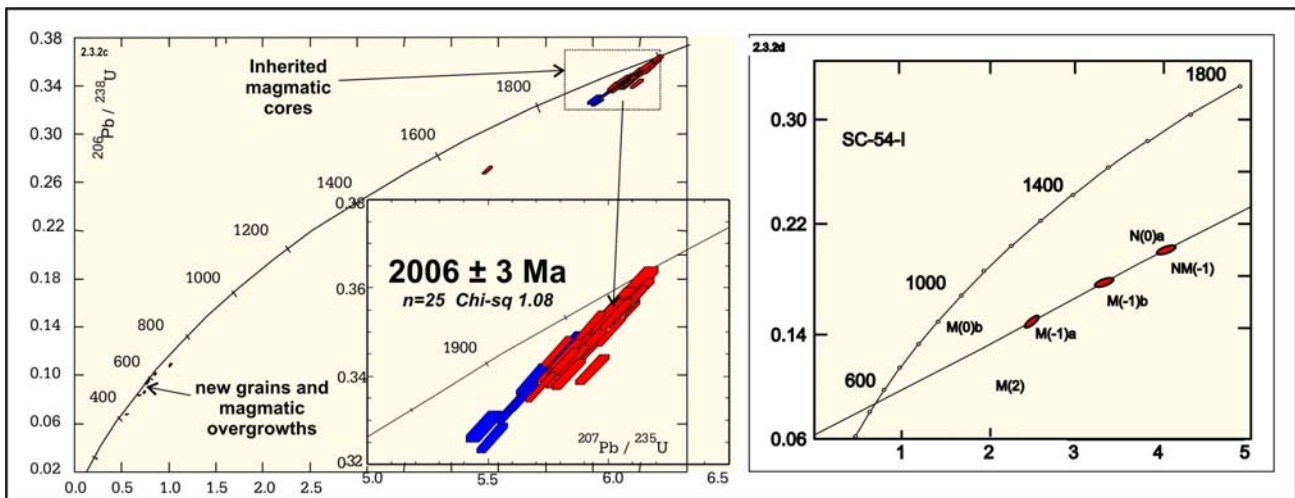 0.38
2.3.2c
206Pb / 238U
0.34
0.30
0.26
0.22
0.18
0.14
0.10
0.06
0.02
Inherited
magmatic
cores
1800
1600
1400
1200
1000
800
600
400
new grains and
magmatic
overgrowths
0.0
0.5
1.0
1.5
2.0
2.5
0.38
0.36
0.34
032
2006 ± 3 Ma
n=25 Chi-sq 1.08
1900
207Pb / 235U
5.0
5.5
6.0
6.5
2.3.2d
1800
0.30
SC-54-I
1400
0.22
N(0)a
1000
NM(-1)
M(-1)b
M(0)b
0.14
M(-1)a
600
M(2)
0.06
1
2
3
4
5